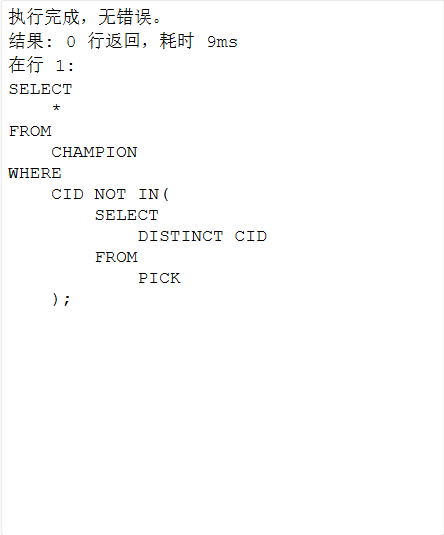 执行完成，无错误。
结果: 0 行返回，耗时 9ms
在行 1:
SELECT
    *
FROM
    CHAMPION
WHERE
    CID NOT IN(
        SELECT
            DISTINCT CID
        FROM
            PICK
    );